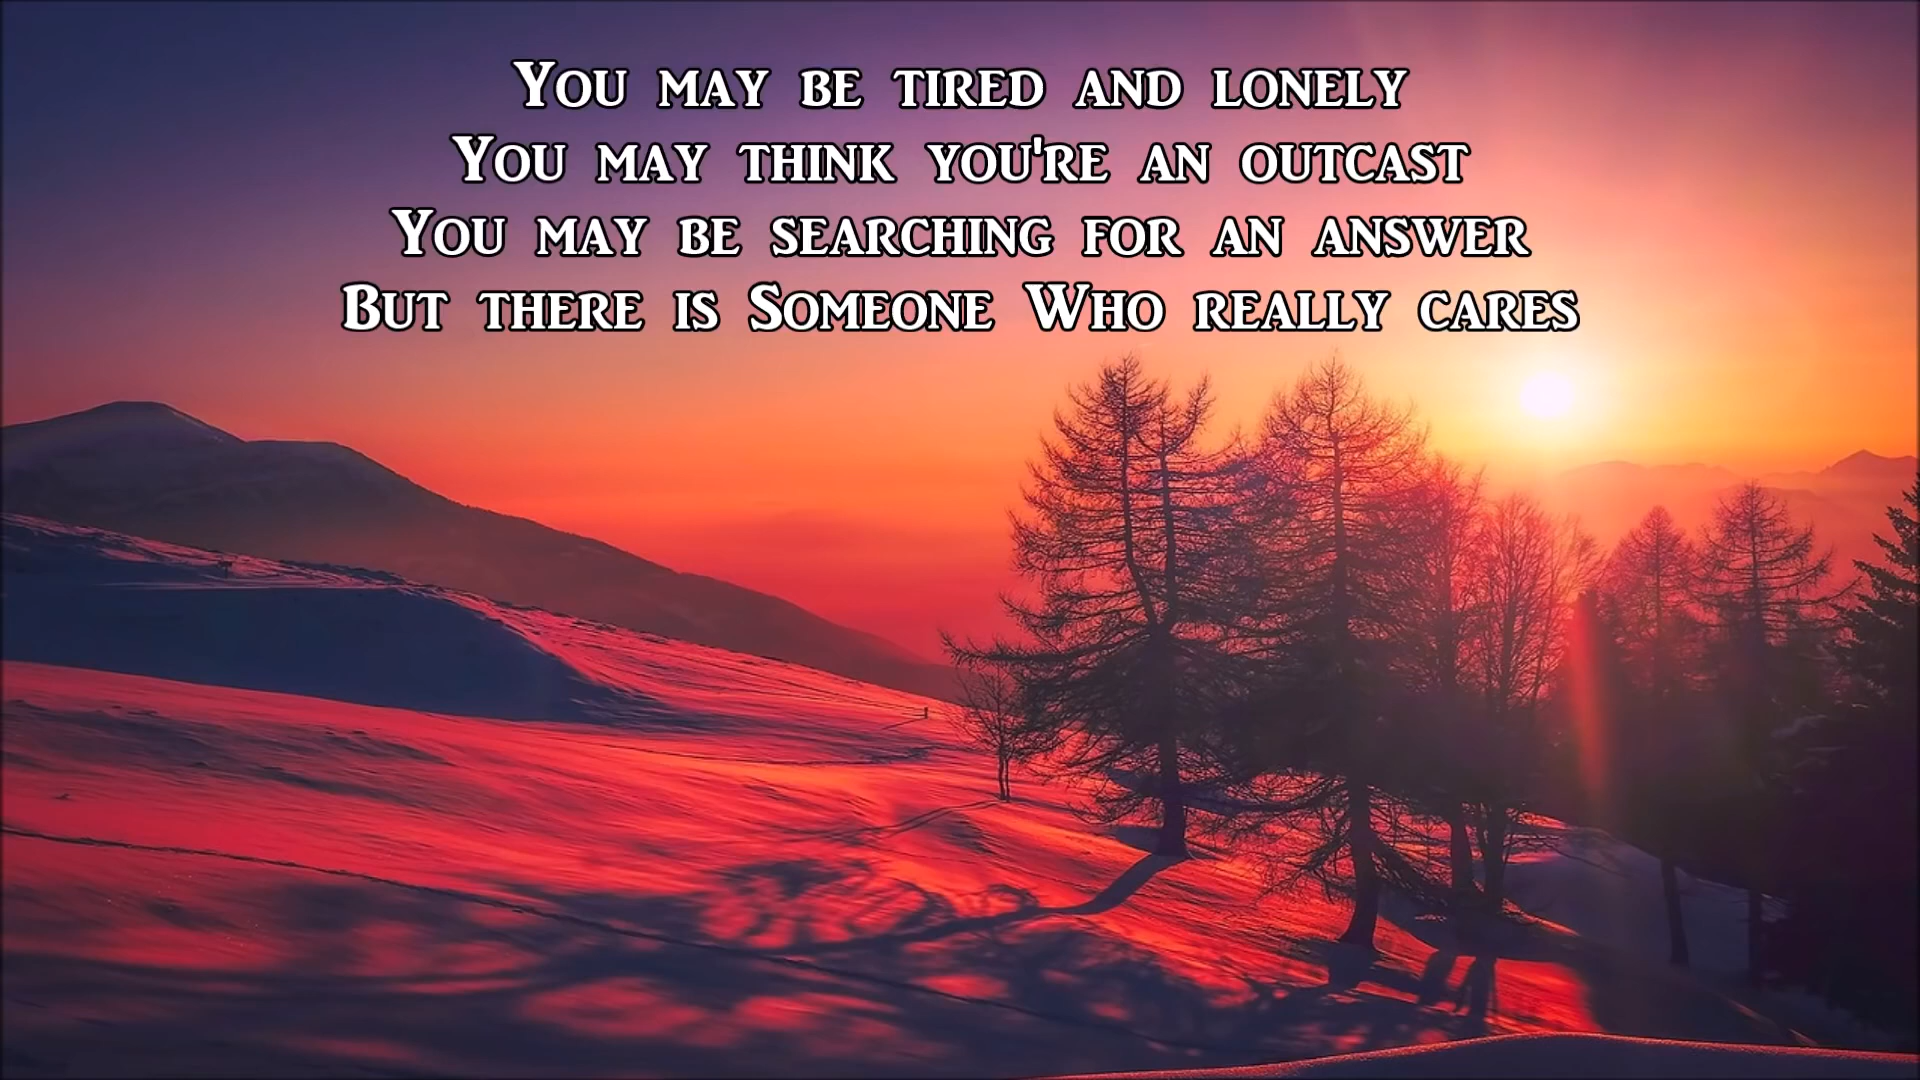 You may be tired and lonely
You may think you're an outcast
You may be searching for an answer
But there is Someone Who really cares